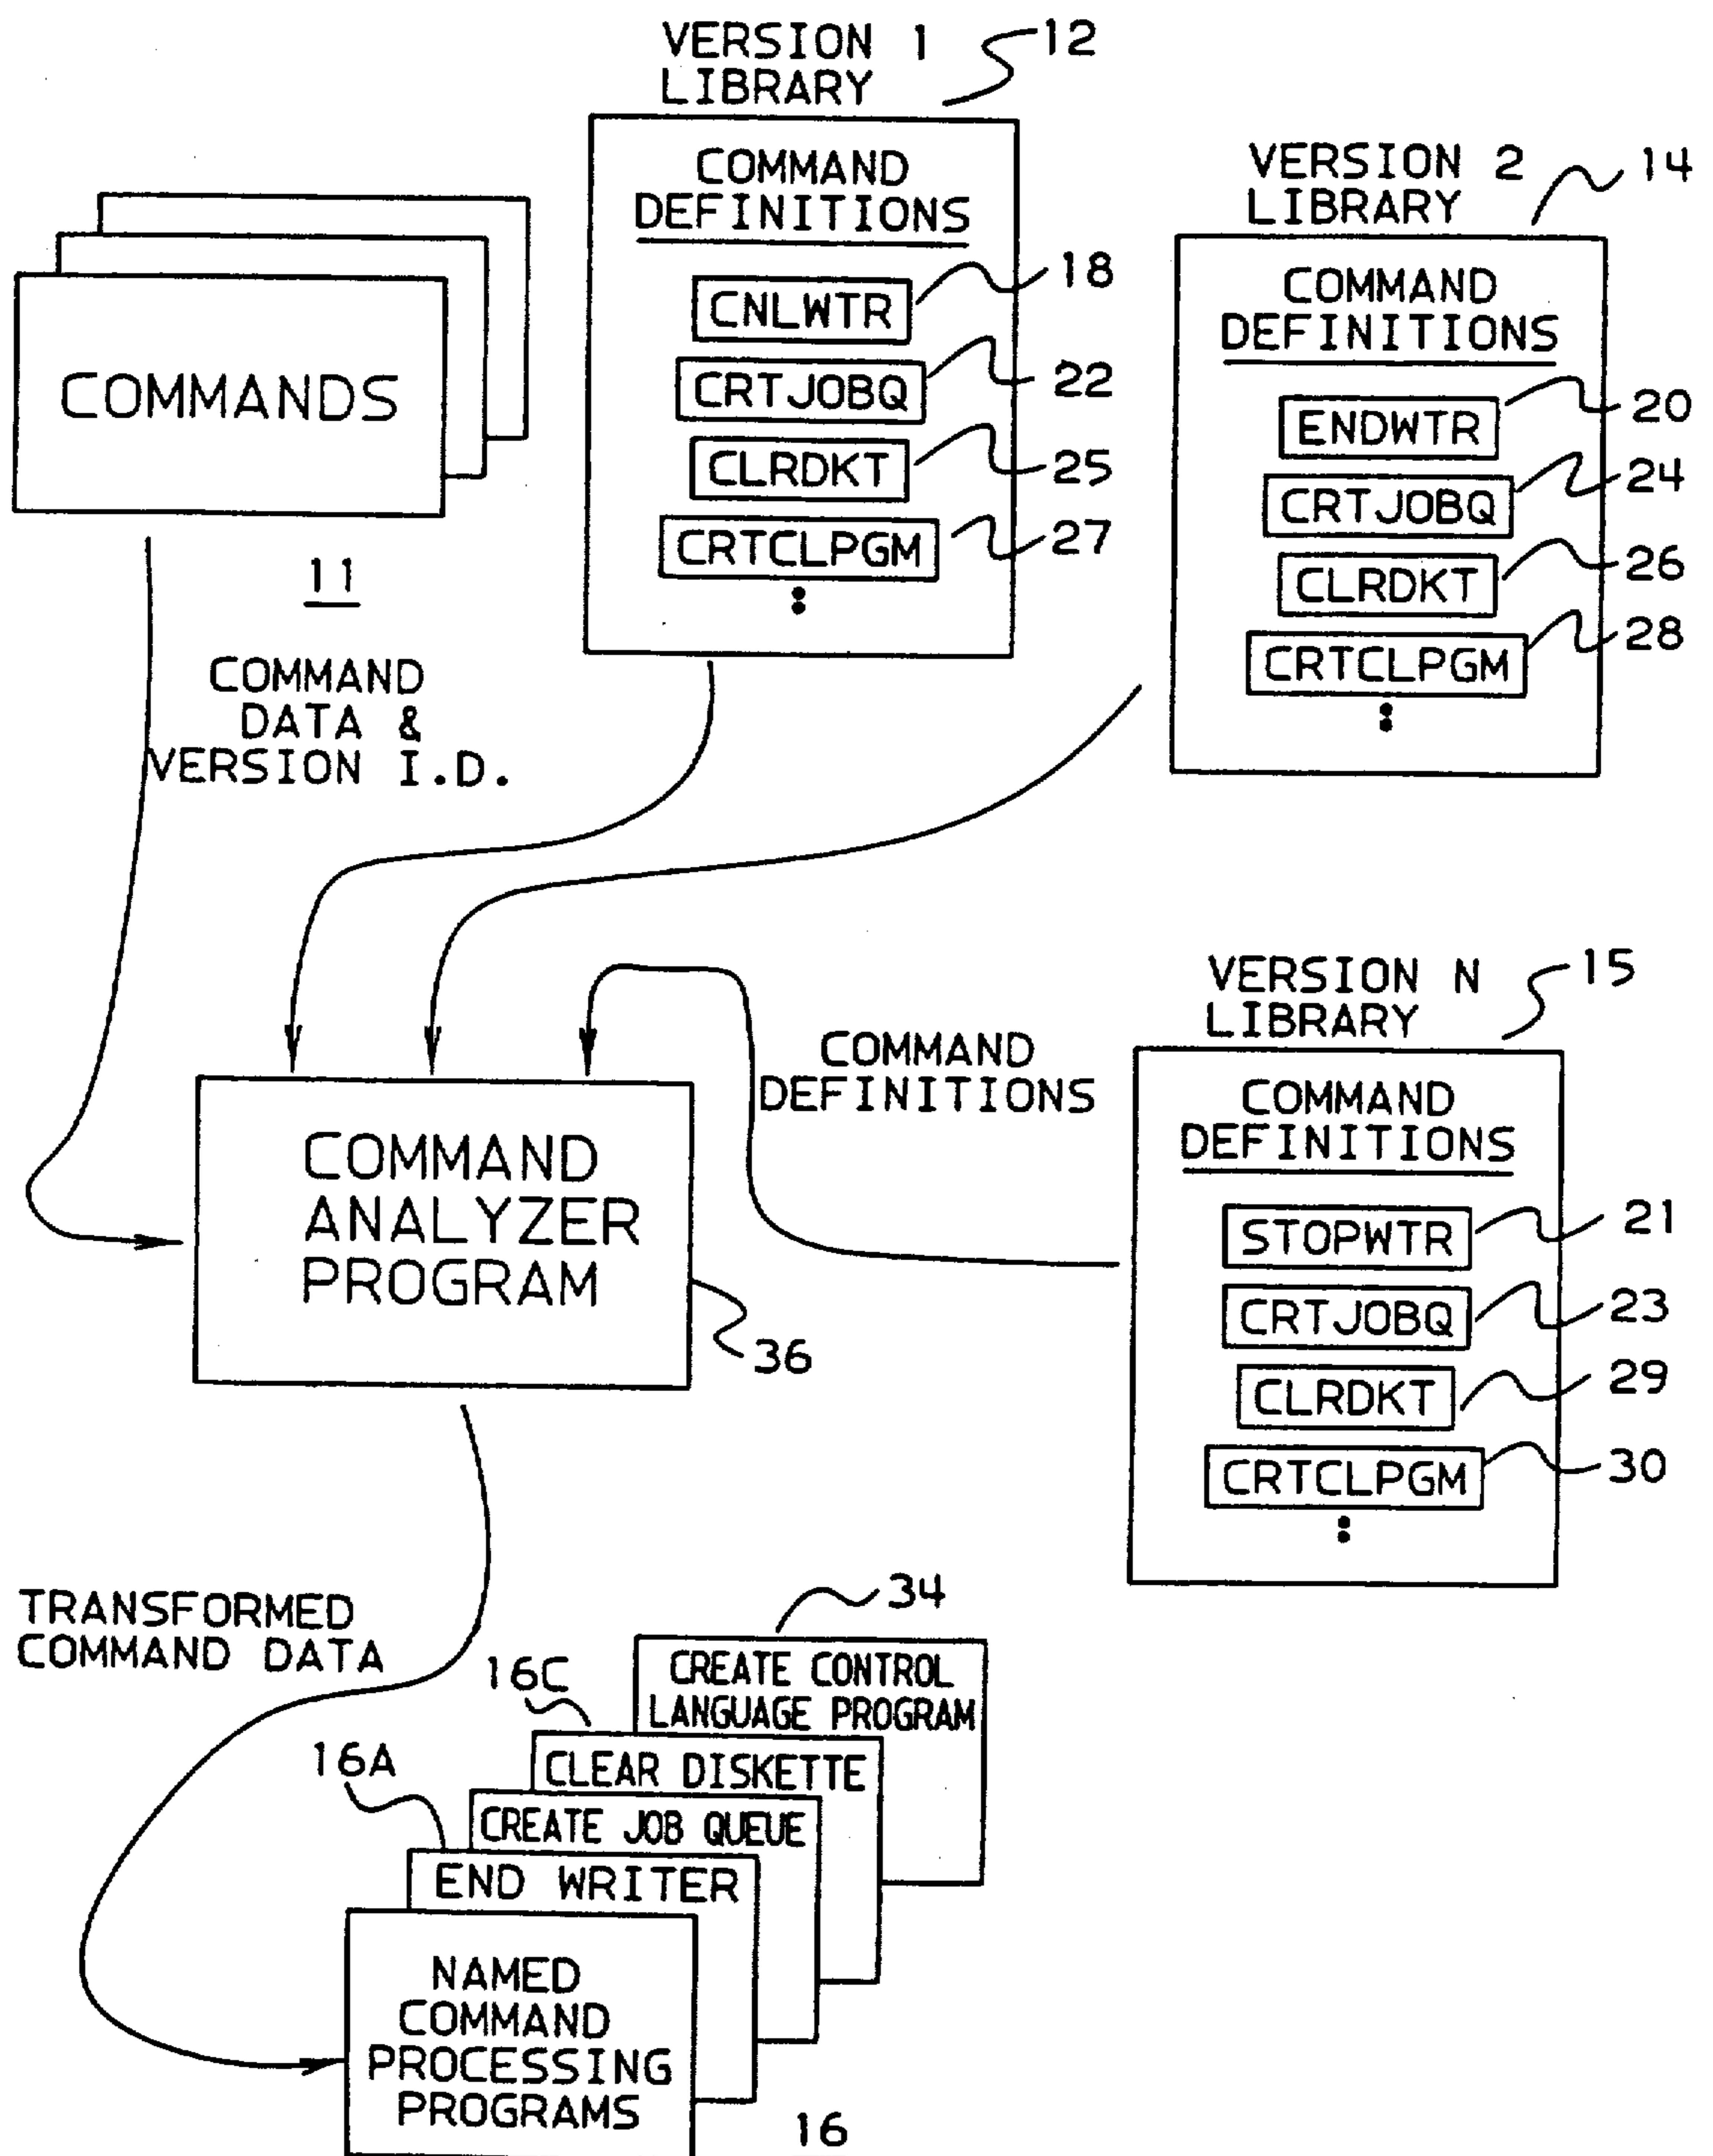 VERSION 1
LIBRARY
12
COMMAND
DEFINITIONS
CNLWTR
18
CRTJOBQ
22
CLRDKT
25
CRTCLPGM
27
VERSION 2
LIBRARY
14
COMMAND
DEFINITIONS
ENDWTR
20
CRTJOBQ
24
CLRDKT
26
CRTCLPGM
28
COMMANDS
11
COMMAND
DATA &
VERSION I.D.
VERSION N
LIBRARY
15
COMMAND
DEFINITIONS
STOPWTR
21
CRTJOBQ
23
CLRDKT
29
CRTCLPGM
30
COMMAND
DEFINITIONS
COMMAND
ANALYZER
PROGRAM
36
TRANSFORMED
COMMAND DATA
34
CREATE CONTROL
LANGUAGE PROGRAM
16C
CLEAR DISKETTE
16A
CREATE JOB QUEUE
END WRITER
NAMED
COMMAND
PROCESSING
PROGRAMS
16